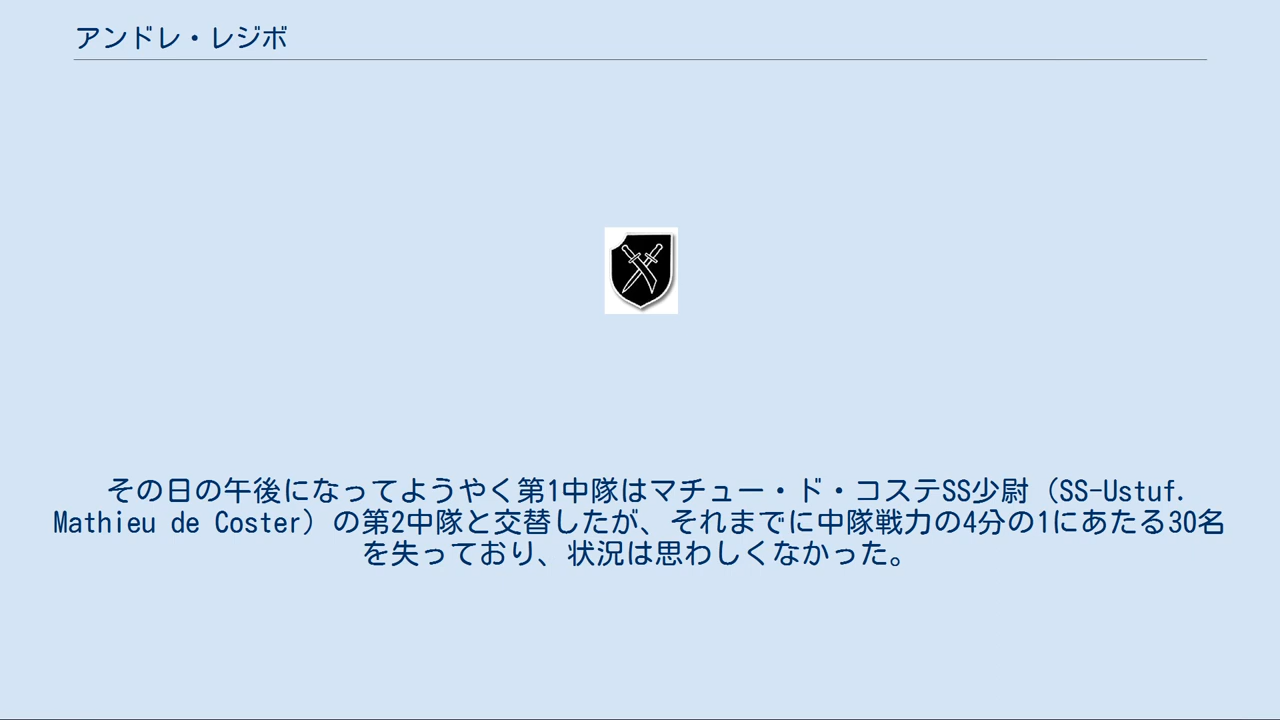 アンドレ・レジボ
その日の午後になってようやく第1中隊はマチュー・ド・コステSS少尉（SS-Ustuf.
Mathieu de Coster）の第2中隊と交替したが、それまでに中隊戦力の4分の1にあたる30名
を失っており、状況は思わしくなかった。